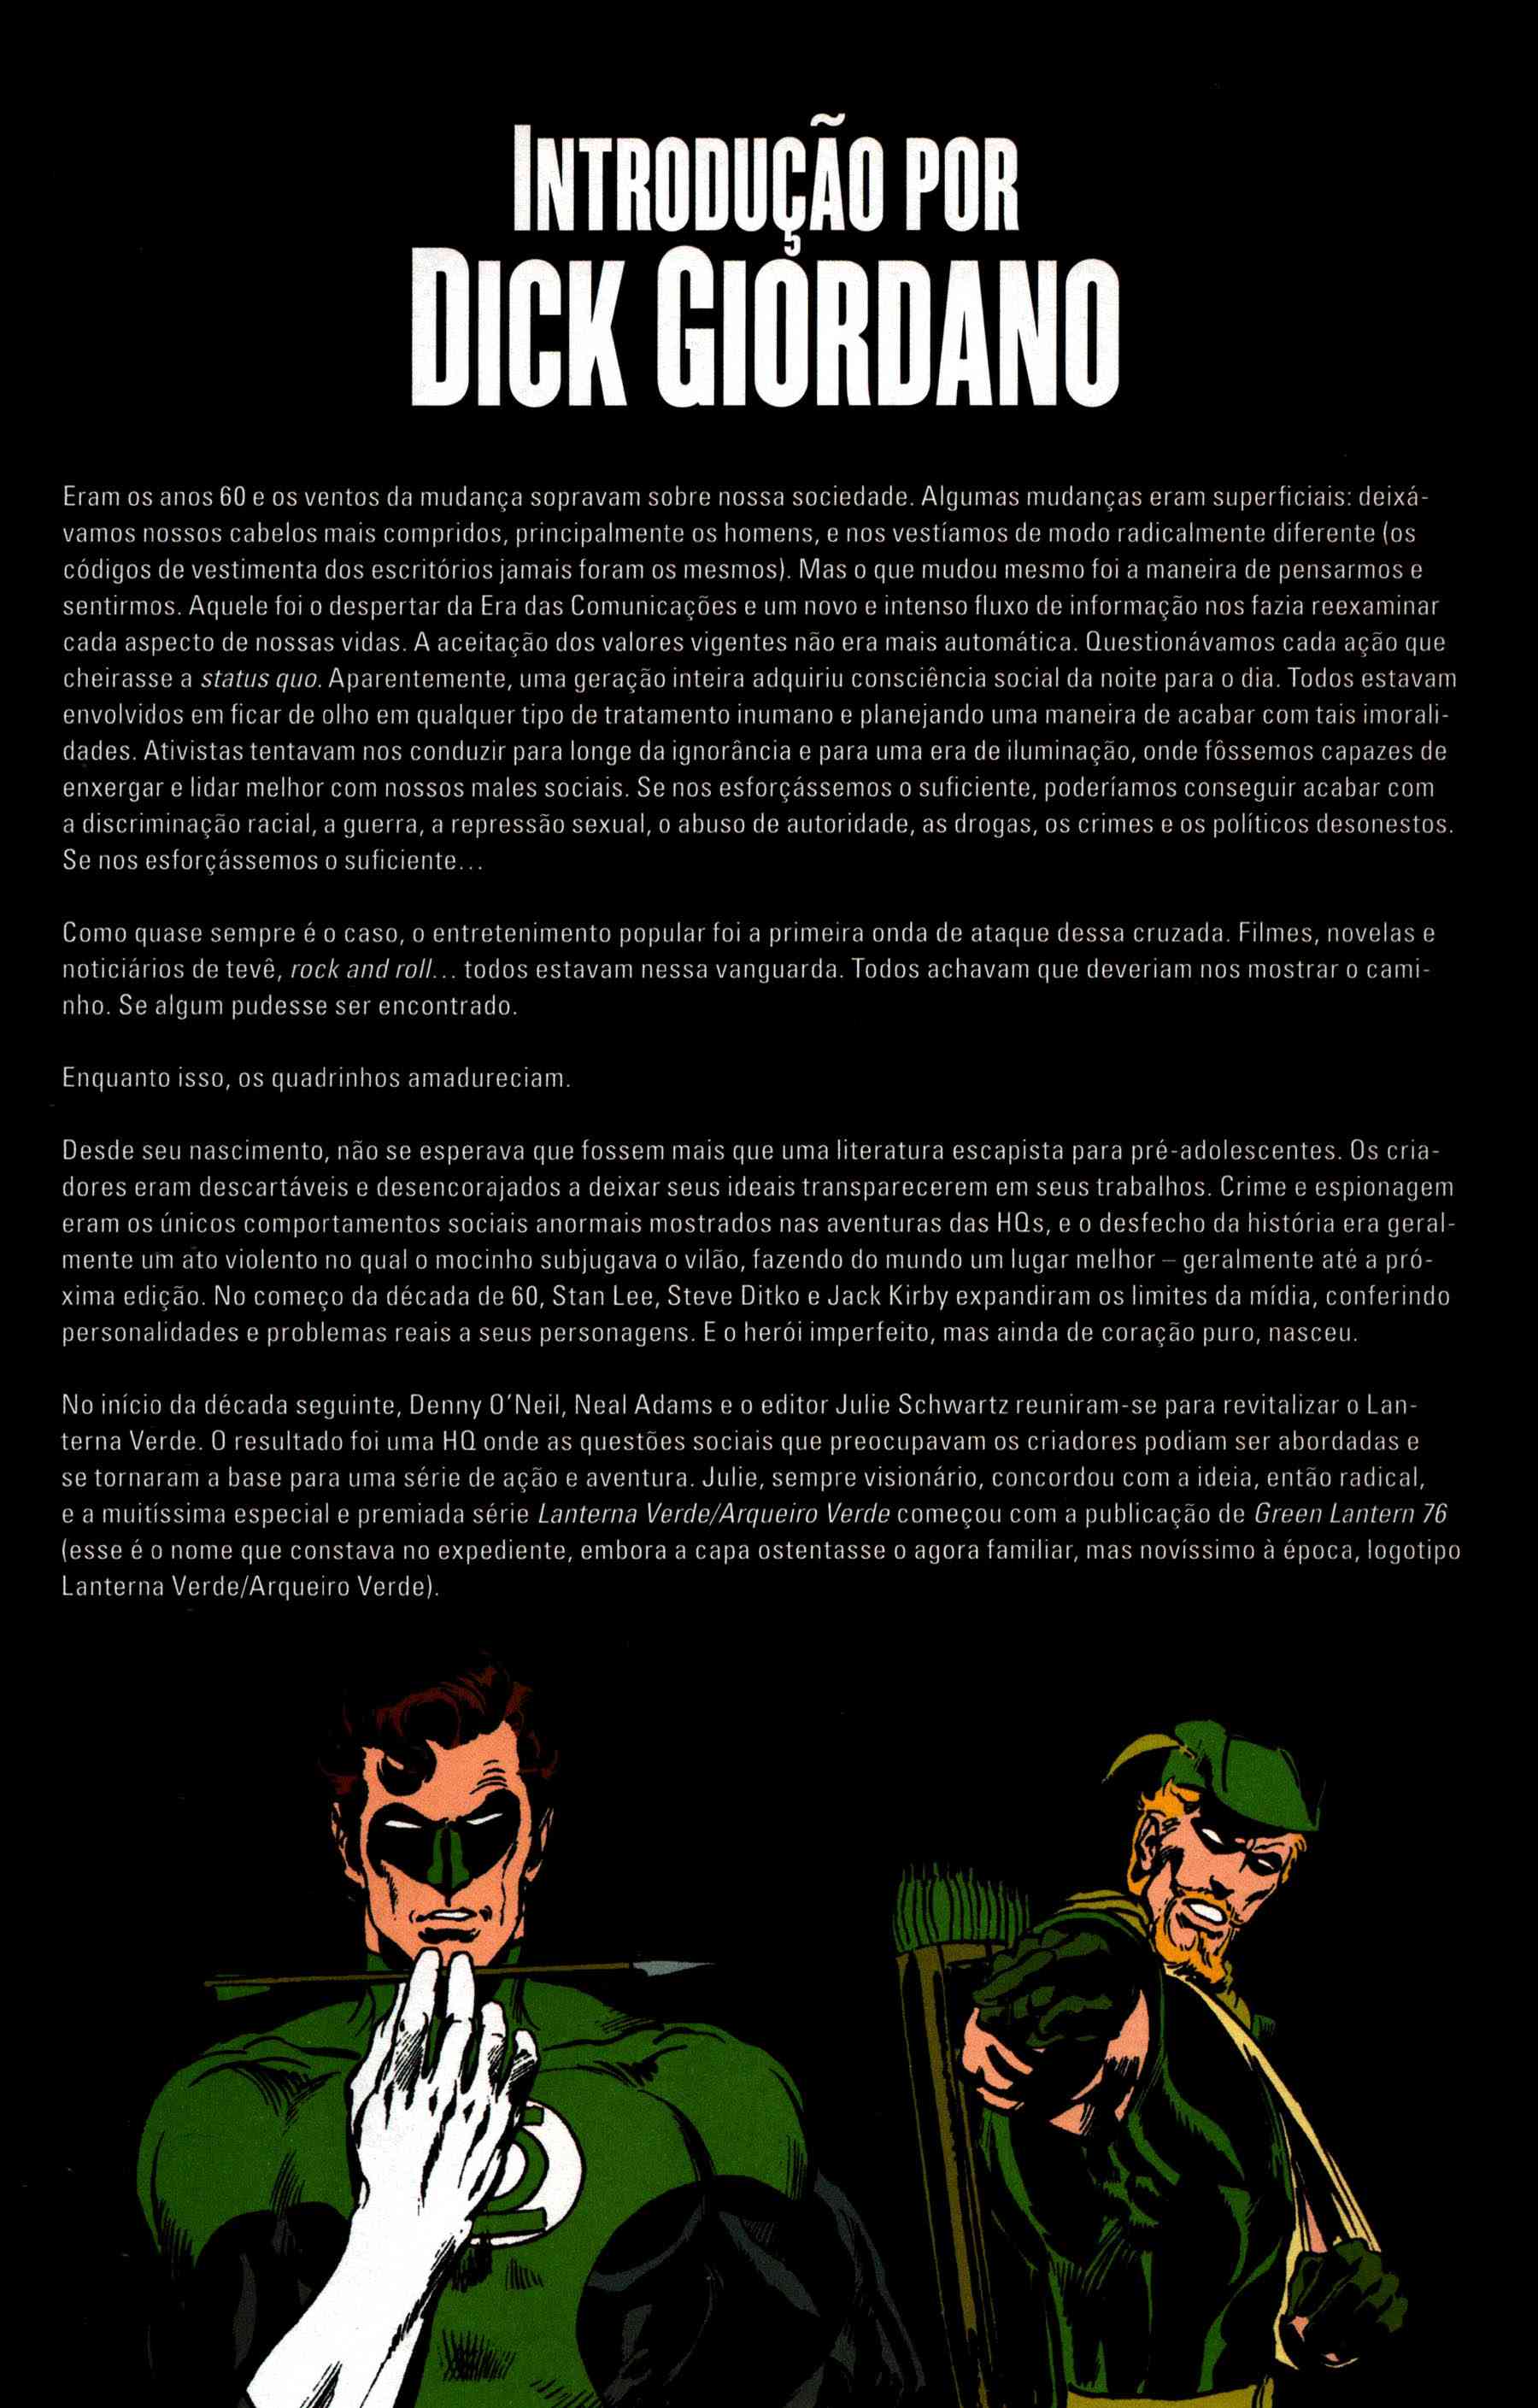 INTRODUÇÃO POR
DICK GIORDANO
Eram os anos 60 e os ventos da mudança sopravam sobre nossa sociedade. Algumas mudanças eram superficiais: deixá-
vamos nossos cabelos mais compridos, principalmente os homens, e nos vestíamos de modo radicalmente diferente (os
códigos de vestimenta dos escritórios jamais foram os mesmos). Mas o que mudou mesmo foi a maneira de pensarmos e
sentirmos. Aquele foi o despertar da Era das Comunicações e um novo e intenso fluxo de informação nos fazia reexaminar
cada aspecto de nossas vidas. A aceitação dos valores vigentes não era mais automática. Questionávamos cada ação que
cheirasse a status quo. Aparentemente, uma geração inteira adquiriu consciência social da noite para o dia. Todos estavam
envolvidos em ficar de olho em qualquer tipo de tratamento inumano e planejando uma maneira de acabar com tais imorali-
dades. Ativistas tentavam nos conduzir para longe da ignorância e para uma era de iluminação, onde fôssemos capazes de
enxergar e lidar melhor com nossos males sociais. Se nos esforçássemos o suficiente, poderíamos conseguir acabar com
a discriminação racial, a guerra, a repressão sexual, o abuso de autoridade, as drogas, os crimes e os políticos desonestos.
Se nos esforçássemos o suficiente...
Como quase sempre é o caso, o entretenimento popular foi a primeira onda de ataque dessa cruzada. Filmes, novelas e
noticiários de tevê, rock and roll... todos estavam nessa vanguarda. Todos achavam que deveriam nos mostrar o cami-
nho. Se algum pudesse ser encontrado.
Enquanto isso, os quadrinhos amadureciam.
Desde seu nascimento, não se esperava que fossem mais que uma literatura escapista para pré-adolescentes. Os cria-
dores eram descartáveis e desencorajados a deixar seus ideais transparecerem em seus trabalhos. Crime e espionagem
eram os únicos comportamentos sociais anormais mostrados nas aventuras das HQs, e o desfecho da história era geral-
mente um ato violento no qual o mocinho subjugava o vilão, fazendo do mundo um lugar melhor – geralmente até a pró-
xima edição. No começo da década de 60, Stan Lee, Steve Ditko e Jack Kirby expandiram os limites da mídia, conferindo
personalidades e problemas reais a seus personagens. E o herói imperfeito, mas ainda de coração puro, nasceu.
No início da década seguinte, Denny O'Neil, Neal Adams e o editor Julie Schwartz reuniram-se para revitalizar o Lan-
terna Verde. O resultado foi uma HQ onde as questões sociais que preocupavam os criadores podiam ser abordadas e
se tornaram a base para uma série de ação e aventura. Julie, sempre visionário, concordou com a ideia, então radical,
e a muitíssima especial e premiada série Lanterna Verde/Arqueiro Verde começou com a publicação de Green Lantern 76
(esse é o nome que constava no expediente, embora a capa ostentasse o agora familiar, mas novíssimo à época, logotipo
Lanterna Verde/Arqueiro Verde).